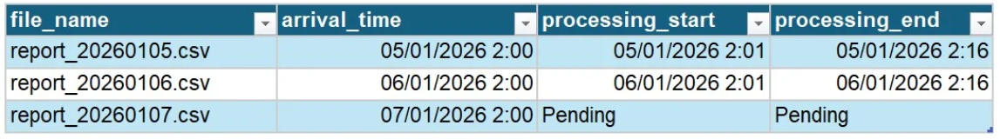 file_name arrival_time processing_start processing_end
report_20260105.csv 05/01/2026 2:00 05/01/2026 2:01 05/01/2026 2:16
report_20260106.csv 06/01/2026 2:00 06/01/2026 2:01 06/01/2026 2:16
report_20260107.csv 07/01/2026 2:00 Pending Pending